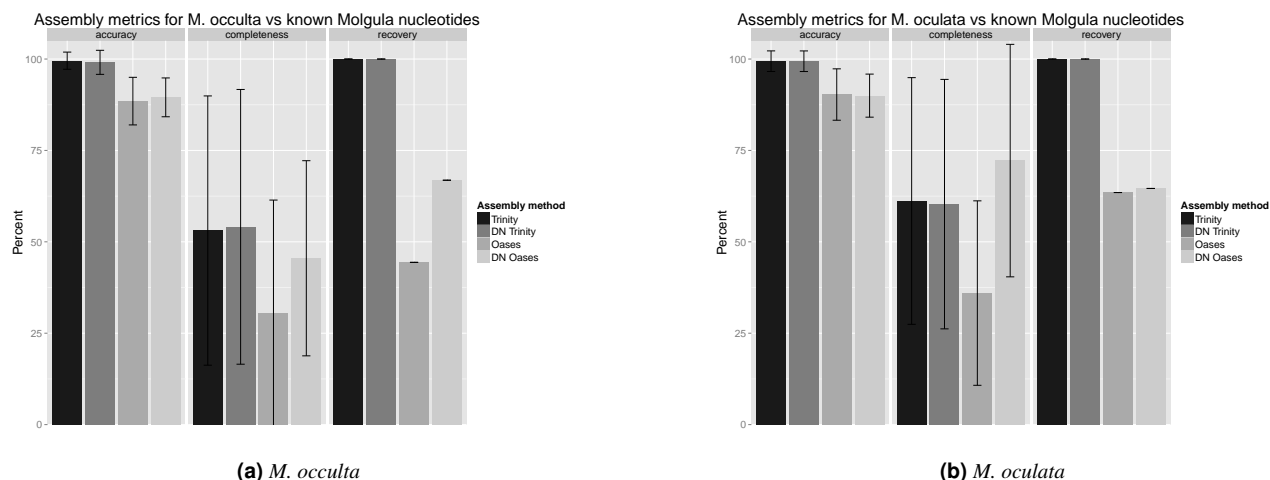 Assembly metrics for M. occulta vs known Molgula nucleotides
accuracy completeness recovery
100
75
50
25
0
Percent
Assembly method
Trinity
DN Trinity
Oases
DN Oases
(a) M. occulta
Assembly metrics for M. oculata vs known Molgula nucleotides
accuracy completeness recovery
100
75
50
25
0
Percent
Assembly method
Trinity
DN Trinity
Oases
DN Oases
(b) M. oculata